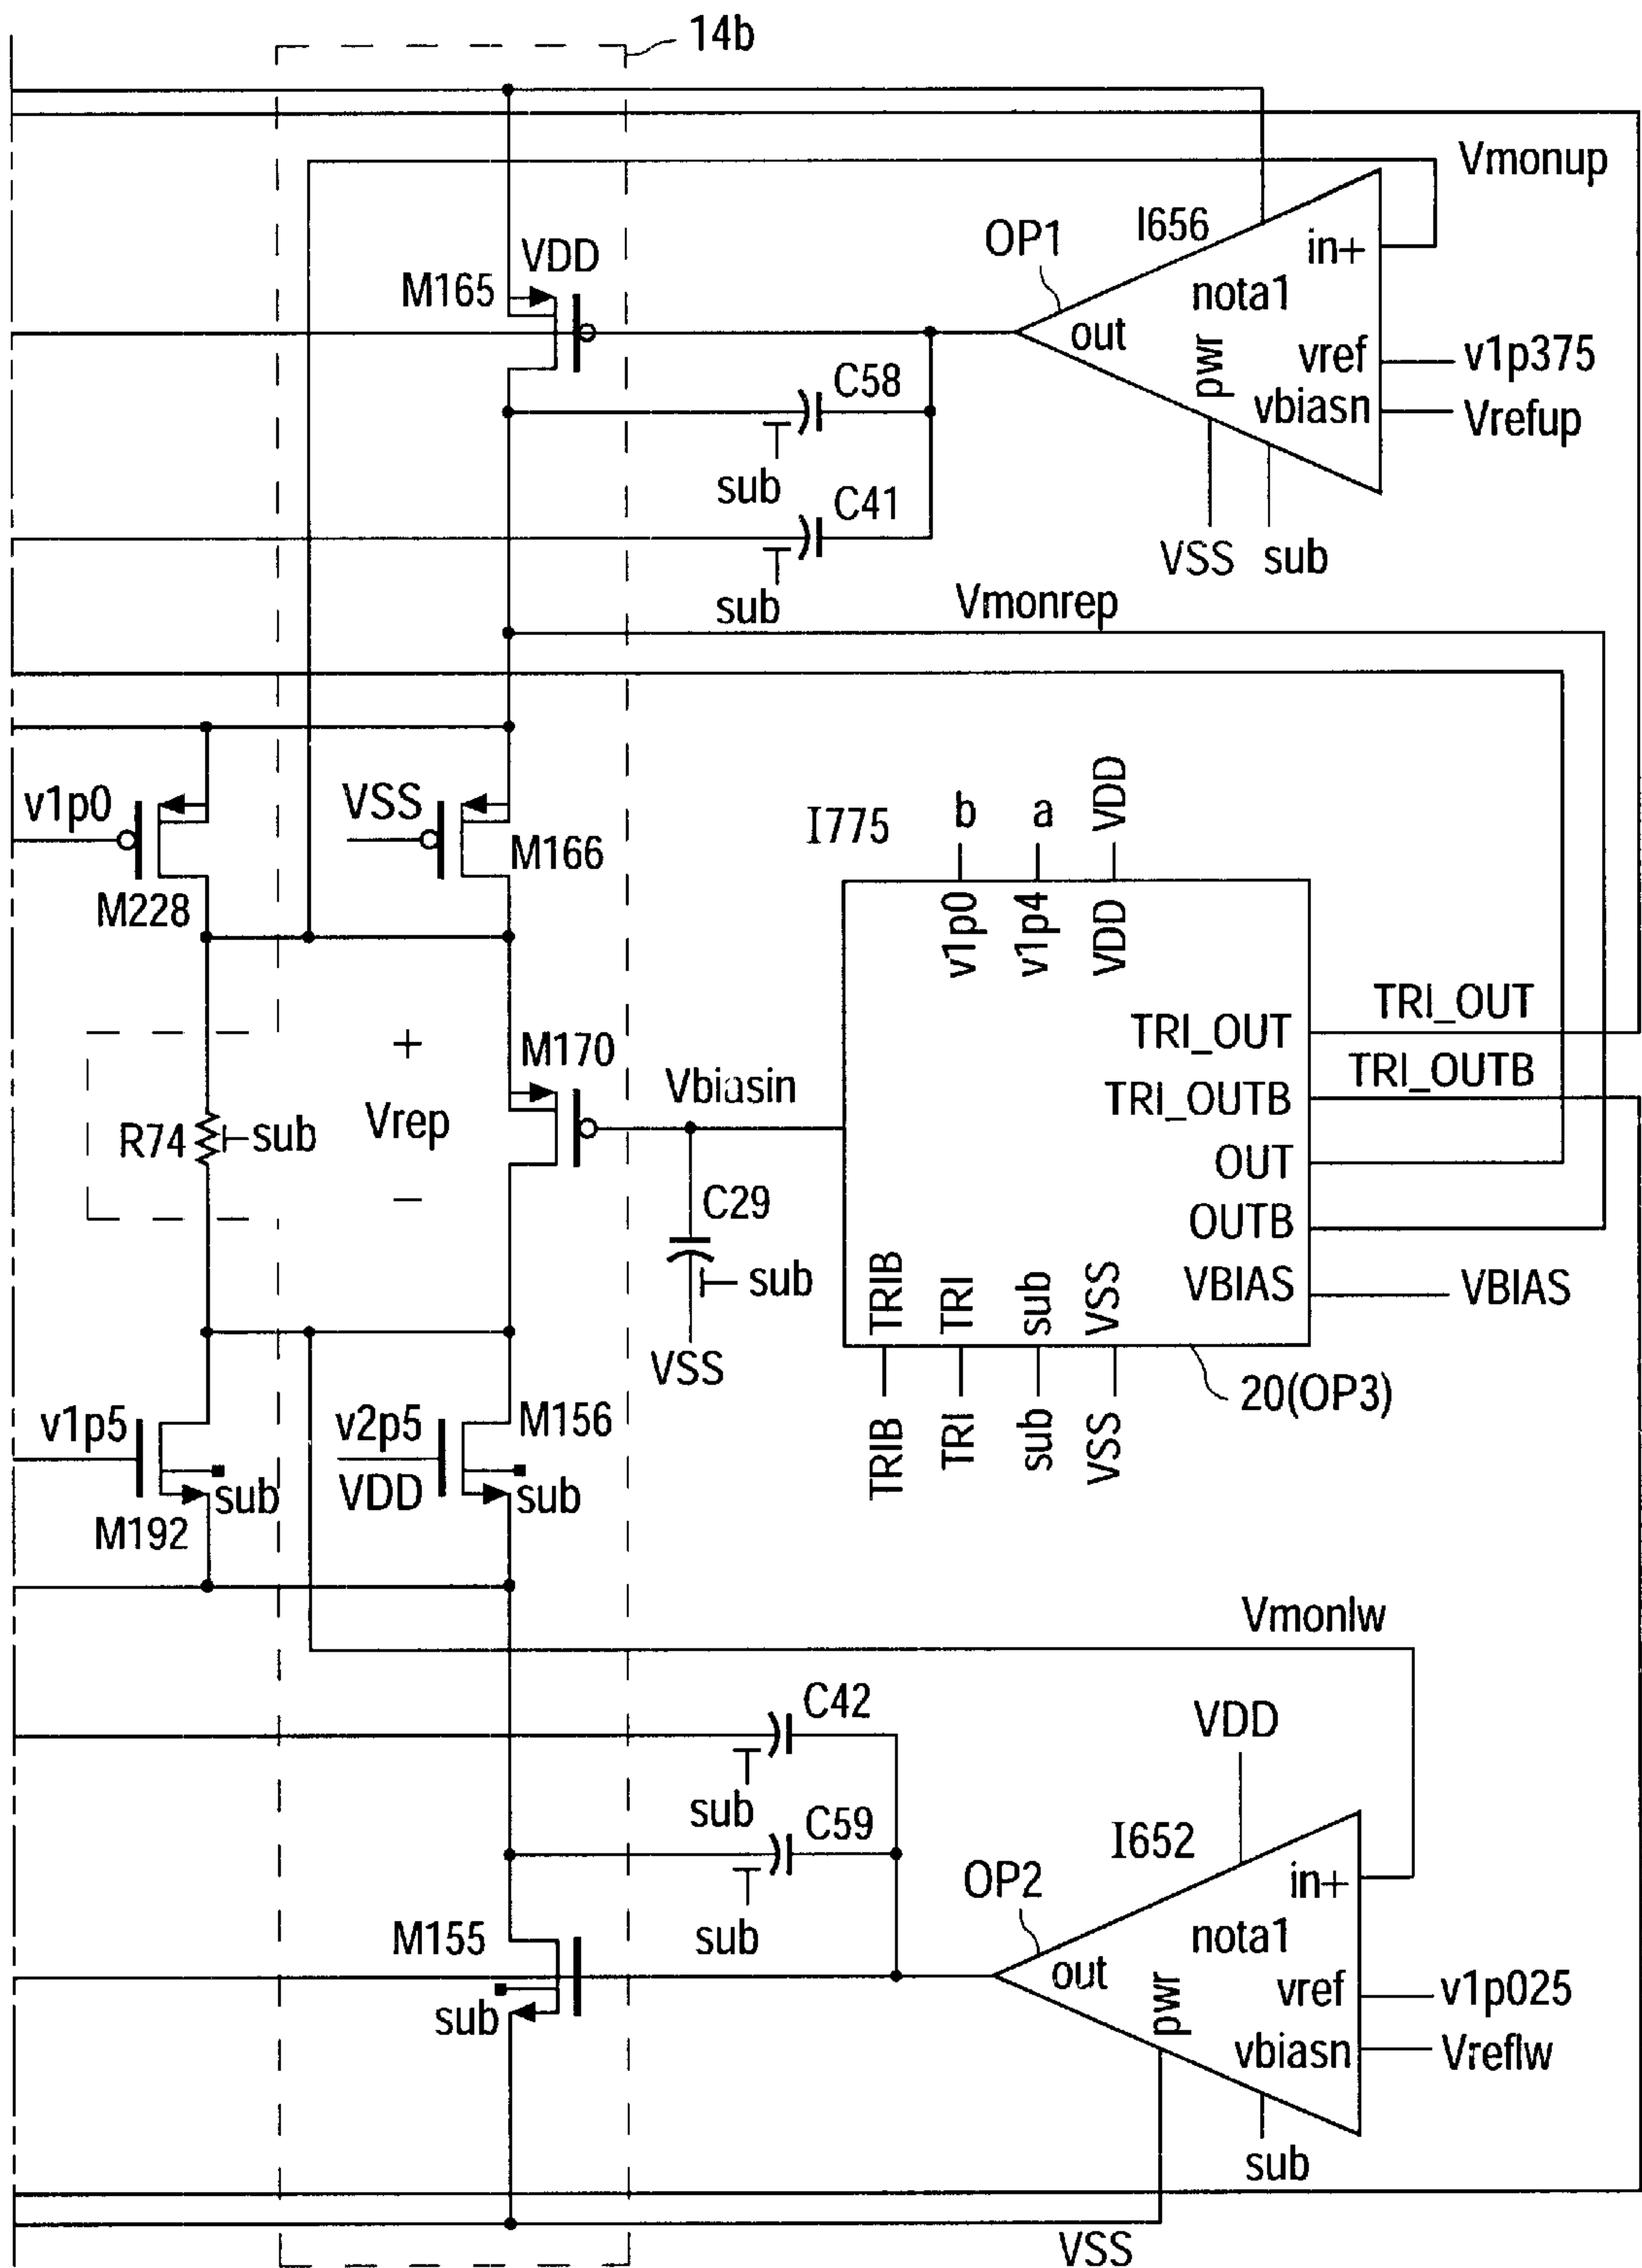 14b
Vmonup
I656
OP1
in+
VDD
M165
nota1
out
pwr
vref
v1p375
C58
vbiasn
Vrefup
sub
C41
VSS sub
sub
Vmonrep
v1p0
VSS
M166
M228
I775
b
a
VDD
v1p0
v1p4
VDD
TRI_OUT
TRI_OUT
TRI_OUTB
TRI_OUTB
OUT
OUTB
VBIAS
VBIAS
+
M170
Vbiasin
R74
sub
Vrep
−
C29
sub
VSS
TRIB
TRI
sub
VSS
20(OP3)
TRIB
TRI
sub
VSS
v1p5
v2p5
M156
VDD
sub
sub
M192
Vmonlw
C42
VDD
sub
C59
I652
OP2
in+
sub
M155
nota1
out
vref
v1p025
pwr
sub
vbiasn
Vreflw
sub
VSS